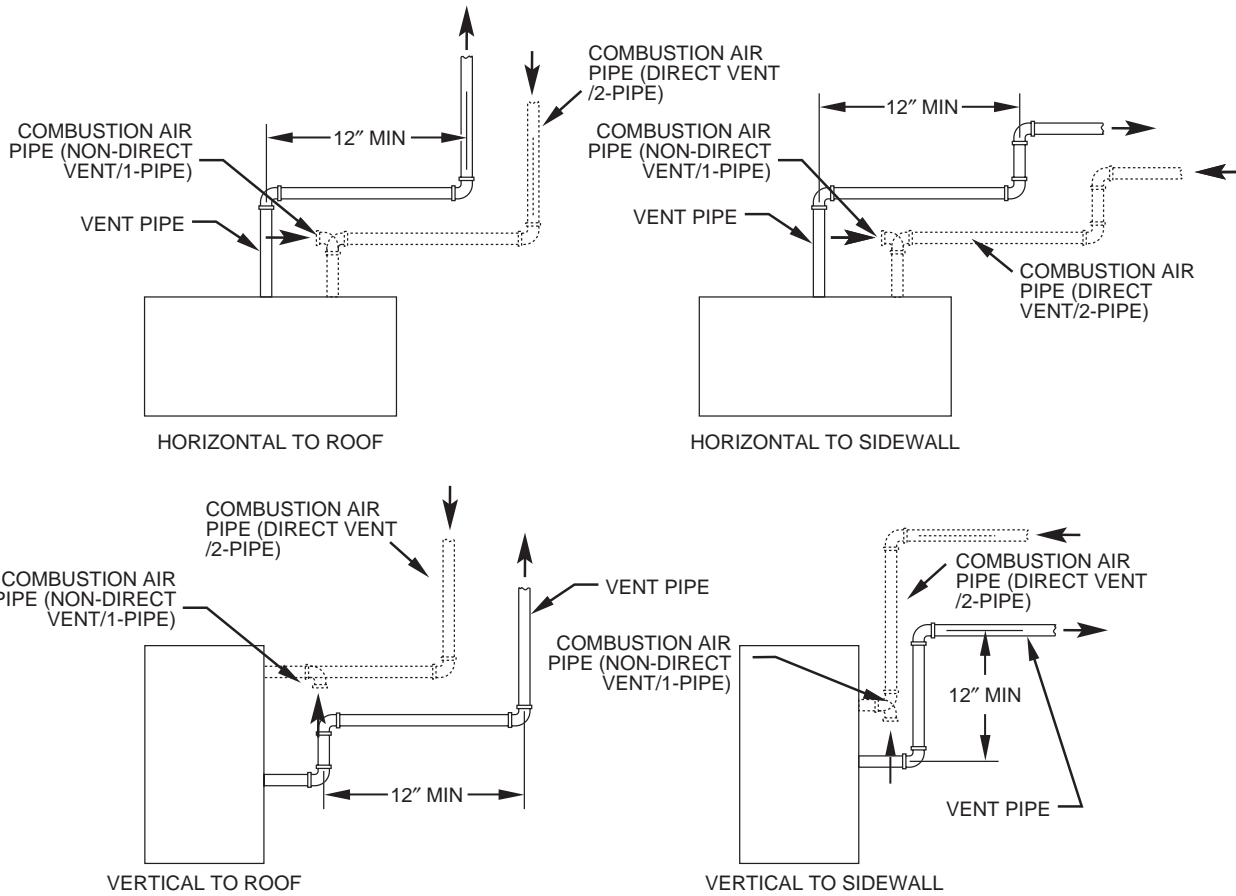 COMBUSTION AIR
PIPE (DIRECT VENT
/2-PIPE)
12″ MIN
COMBUSTION AIR
PIPE (NON-DIRECT
VENT/1-PIPE)
VENT PIPE
HORIZONTAL TO ROOF
12″ MIN
COMBUSTION AIR
PIPE (NON-DIRECT
VENT/1-PIPE)
VENT PIPE
COMBUSTION AIR
PIPE (DIRECT
VENT/2-PIPE)
HORIZONTAL TO SIDEWALL
COMBUSTION AIR
PIPE (DIRECT VENT
/2-PIPE)
COMBUSTION AIR
PIPE (NON-DIRECT
VENT/1-PIPE)
VENT PIPE
12″ MIN
VERTICAL TO ROOF
COMBUSTION AIR
PIPE (DIRECT VENT
/2-PIPE)
COMBUSTION AIR
PIPE (NON-DIRECT
VENT/1-PIPE)
12″ MIN
VENT PIPE
VERTICAL TO SIDEWALL